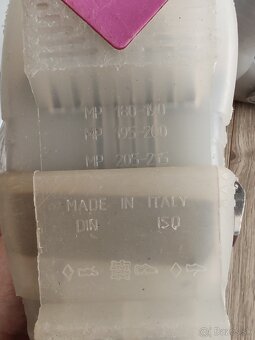 MP 180-190
MP 195-200
MP 205-215
MADE IN ITALY
DIN ISO